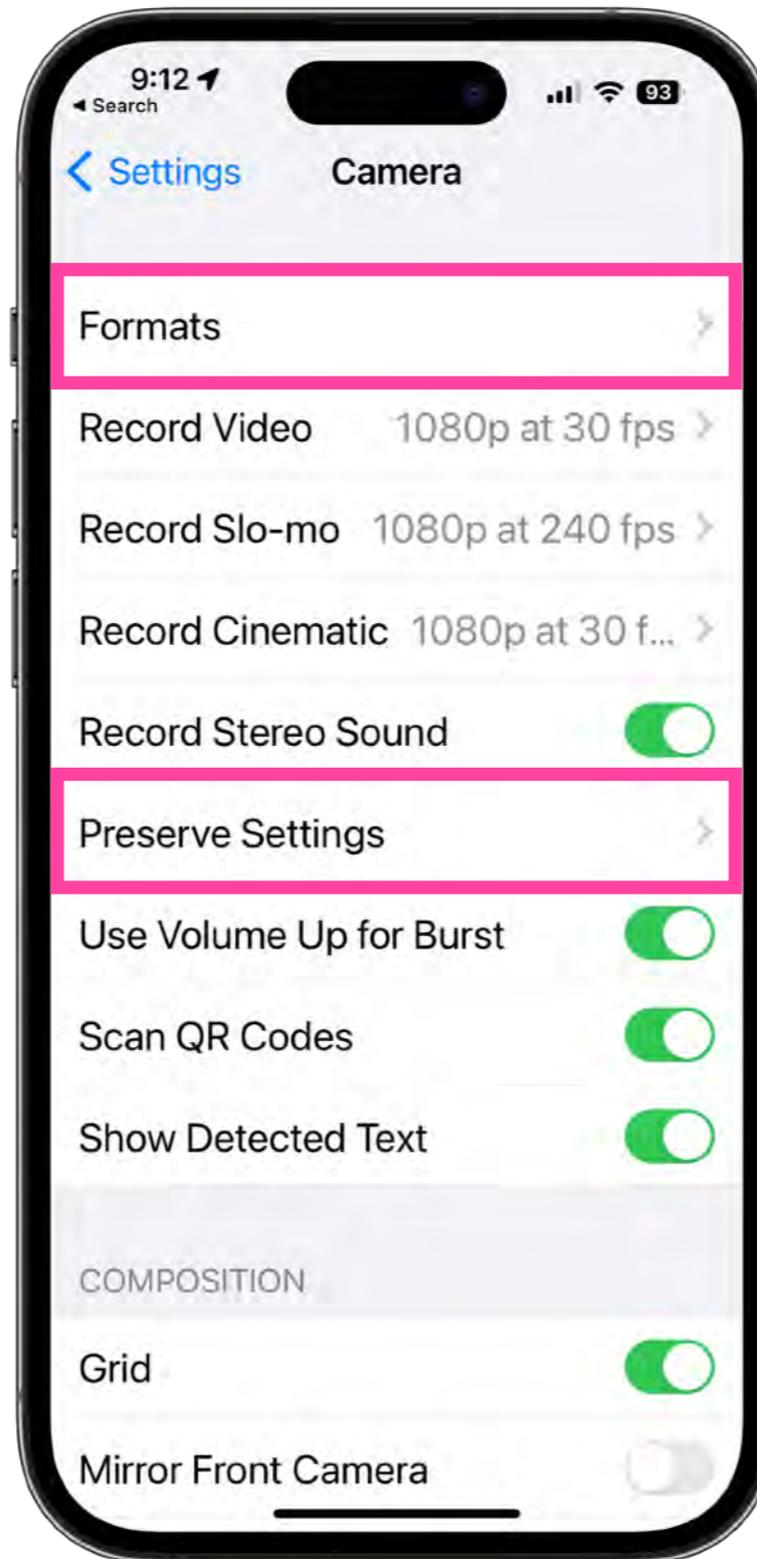 9:12
◀ Search
93
Settings
Camera
Formats
Record Video 1080p at 30 fps
Record Slo-mo 1080p at 240 fps
Record Cinematic 1080p at 30 f...
Record Stereo Sound
Preserve Settings
Use Volume Up for Burst
Scan QR Codes
Show Detected Text
COMPOSITION
Grid
Mirror Front Camera